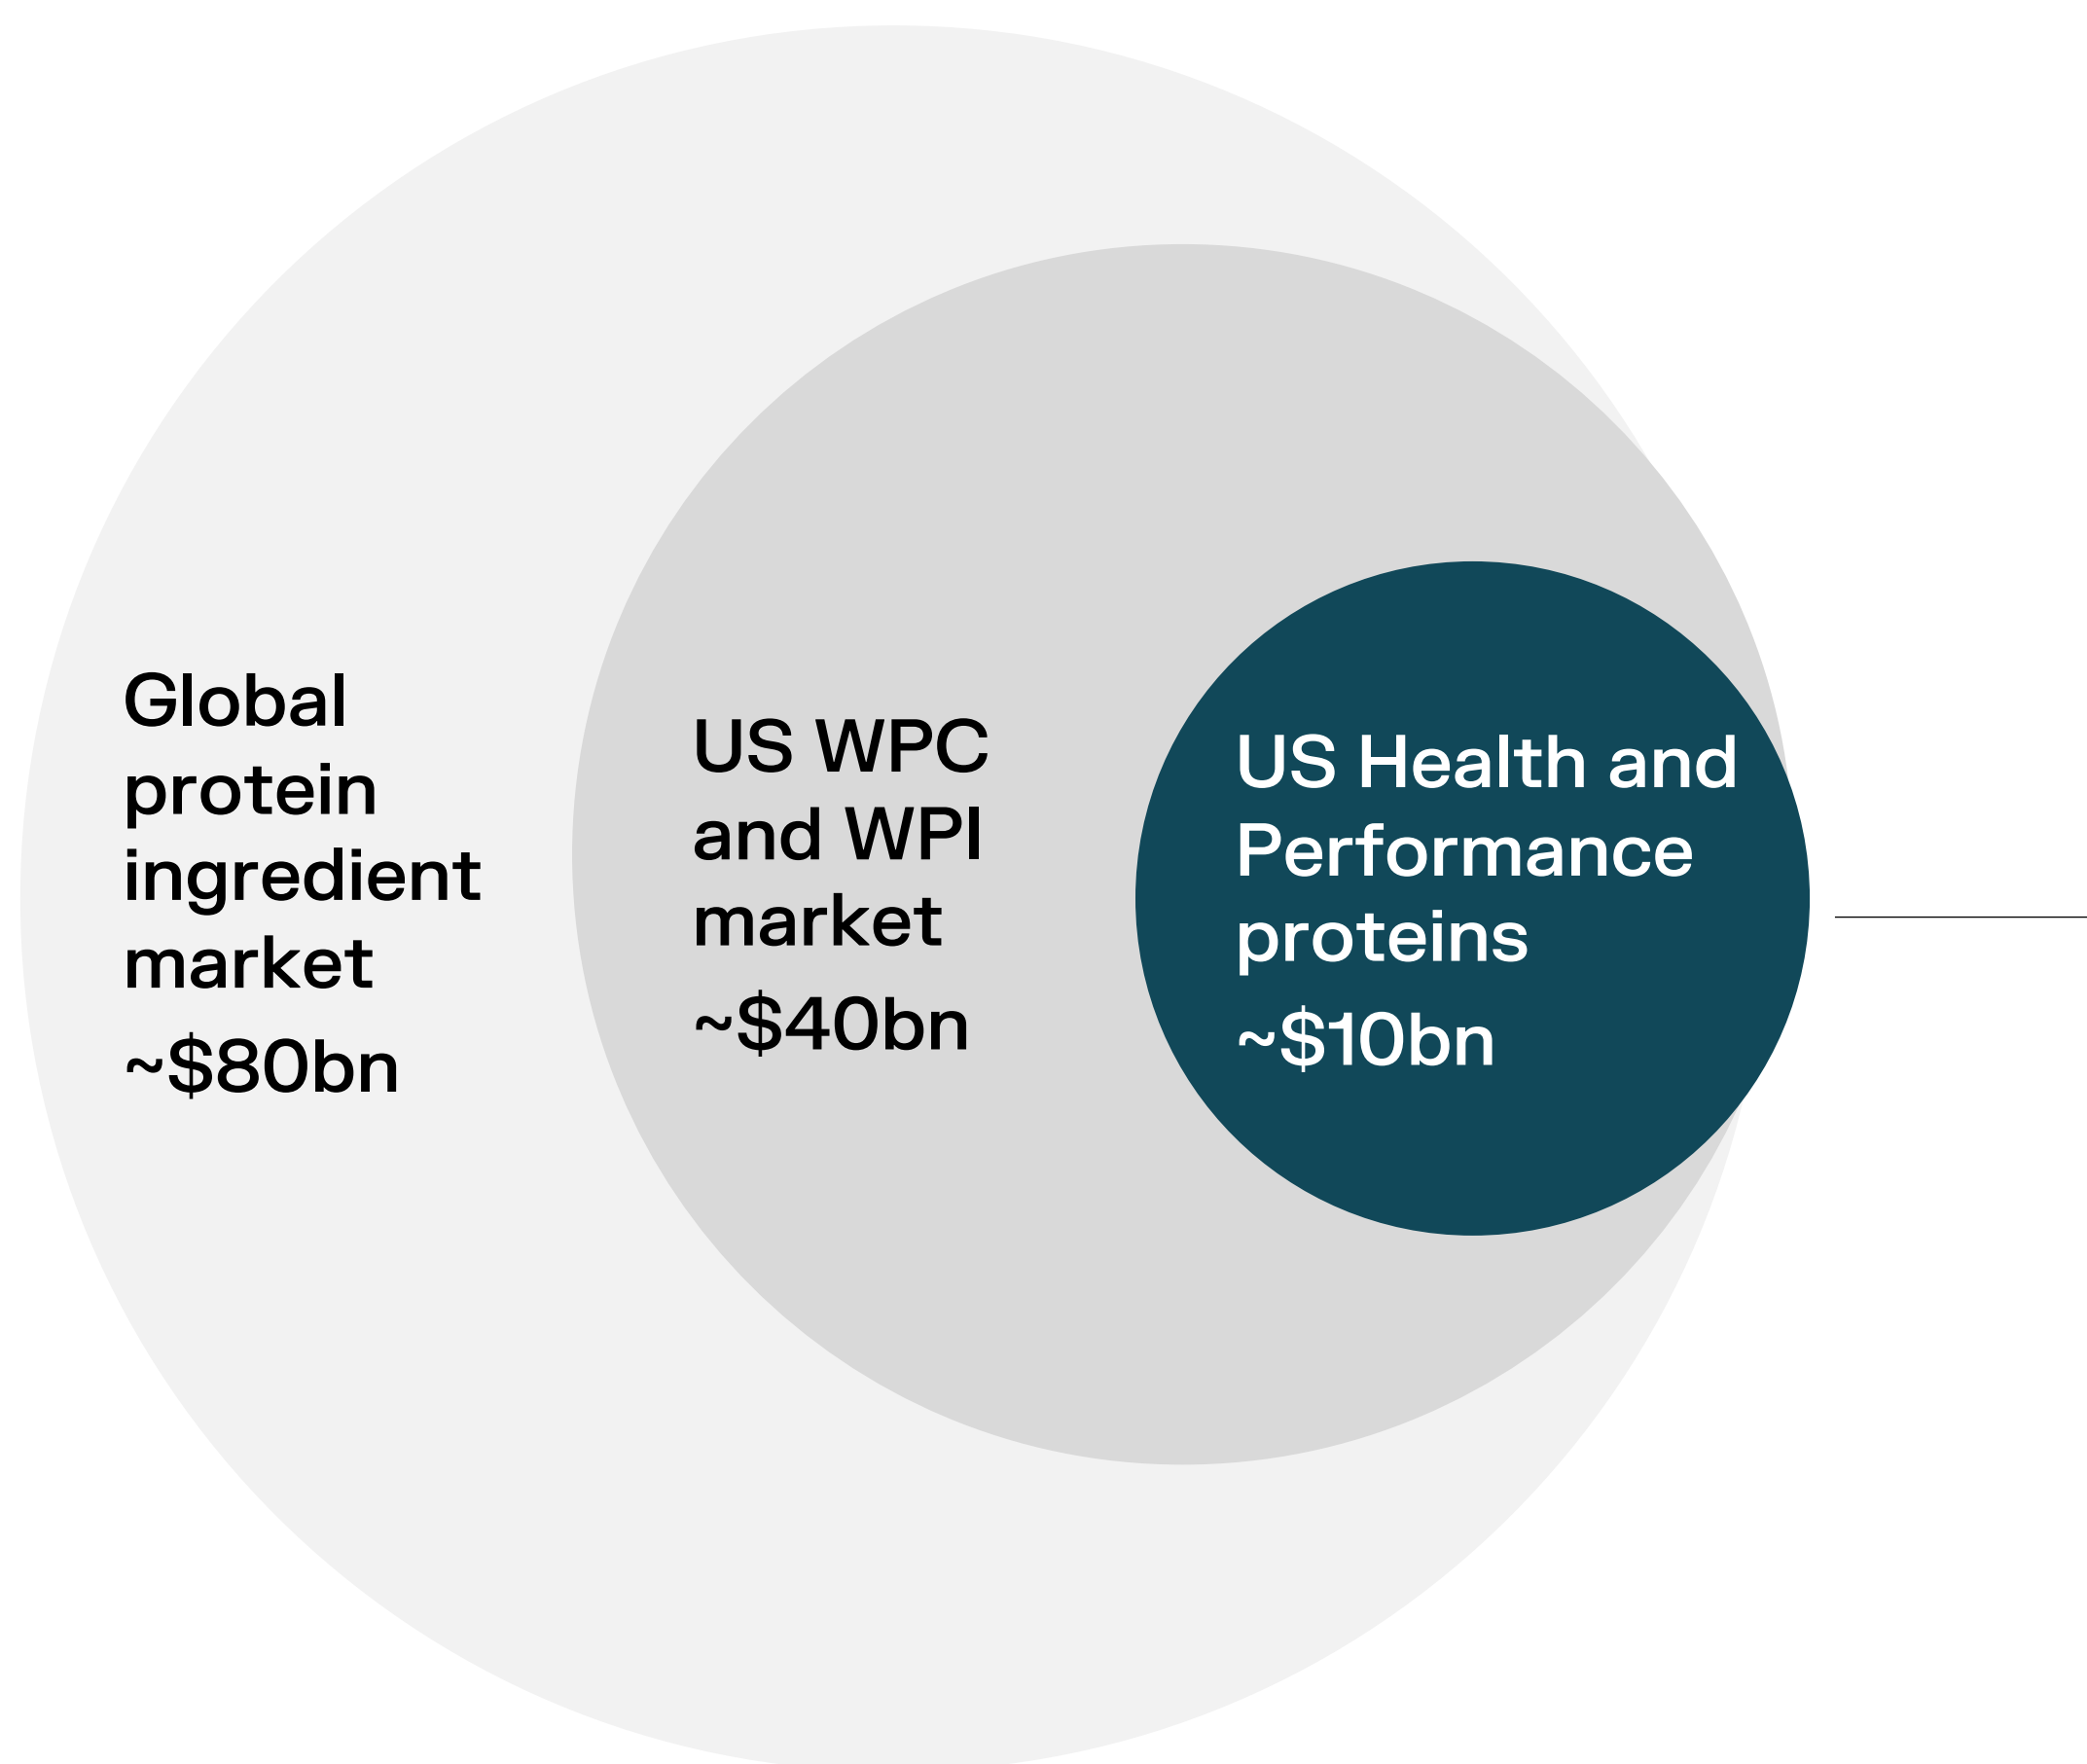 Global
protein
ingredient
market
~$80bn
US WPC
and WPI
market
~$40bn
US Health and
Performance
proteins
~$10bn